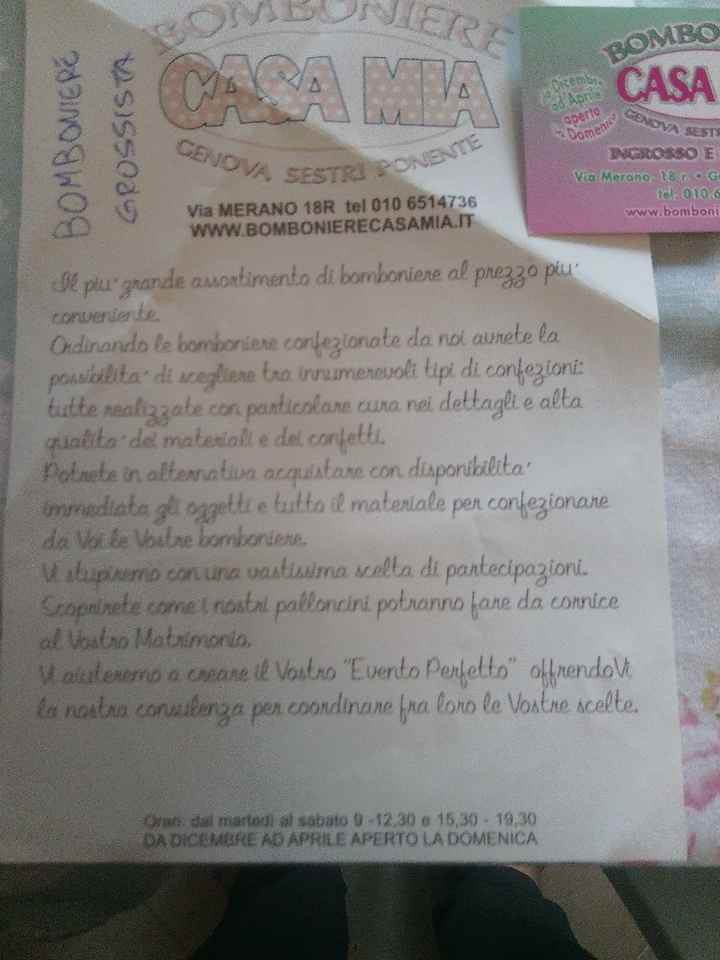 BOMBONIERE
GROSSISTA
BOMBONIERE
CASA MIA
GENOVA SESTRI PONENTE
Via MERANO 18R tel 010 6514736
WWW.BOMBONIERECASAMIA.IT
Il piu' grande assortimento di bomboniere al prezzo piu'
conveniente.
Ordinando le bomboniere confezionate da noi avrete la
possibilita' di scegliere tra innumerevoli tipi di confezioni:
tutte realizzate con particolare cura nei dettagli e alta
qualita' dei materiali e dei confetti.
Potrete in alternativa acquistare con disponibilita'
immediata gli oggetti e tutto il materiale per confezionare
da Voi le Vostre bomboniere.
Vi stupiremo con una vastissima scelta di partecipazioni.
Scoprirete come i nostri palloncini potranno fare da cornice
al Vostro Matrimonio.
Vi aiuteremo a creare il Vostro "Evento Perfetto" offrendoVi
la nostra consulenza per coordinare fra loro le Vostre scelte.
Orari: dal martedì al sabato 9 -12,30 e 15,30 - 19,30
DA DICEMBRE AD APRILE APERTO LA DOMENICA
BOMBO
da Dicembre
ad Aprile
aperto
la Domenica
CASA
GENOVA SESTR
INGROSSO E
Via Merano, 18 r. • G
tel. 010.6
www.bomboni